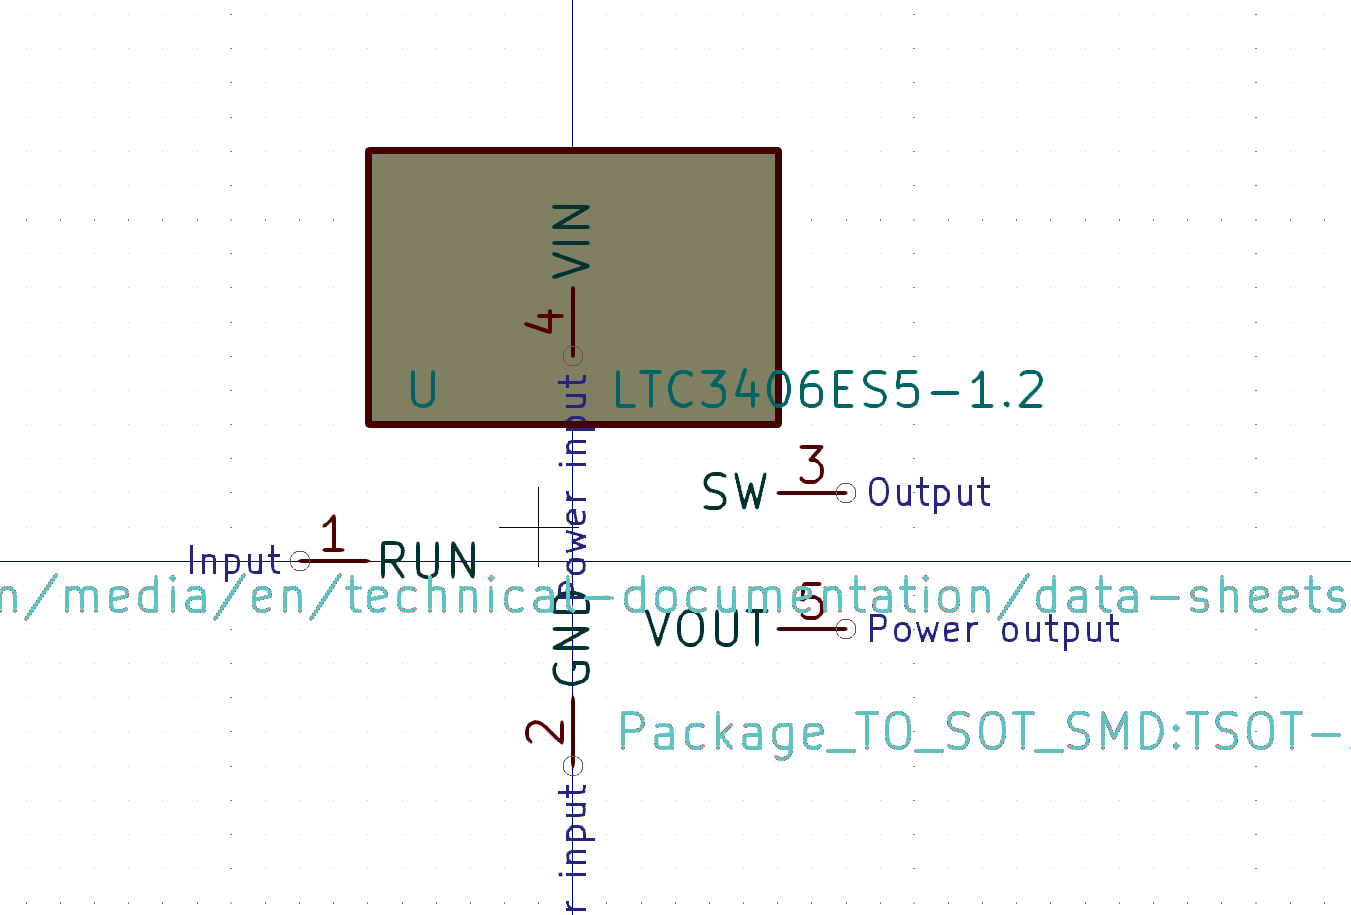 VIN
4
U
LTC3406ES5-1.2
Power input
3
SW
Output
1
Input
RUN
n/media/en/technical-documentation/data-sheets
5
VOUT
Power output
GND
2
Package_TO_SOT_SMD:TSOT-
r input